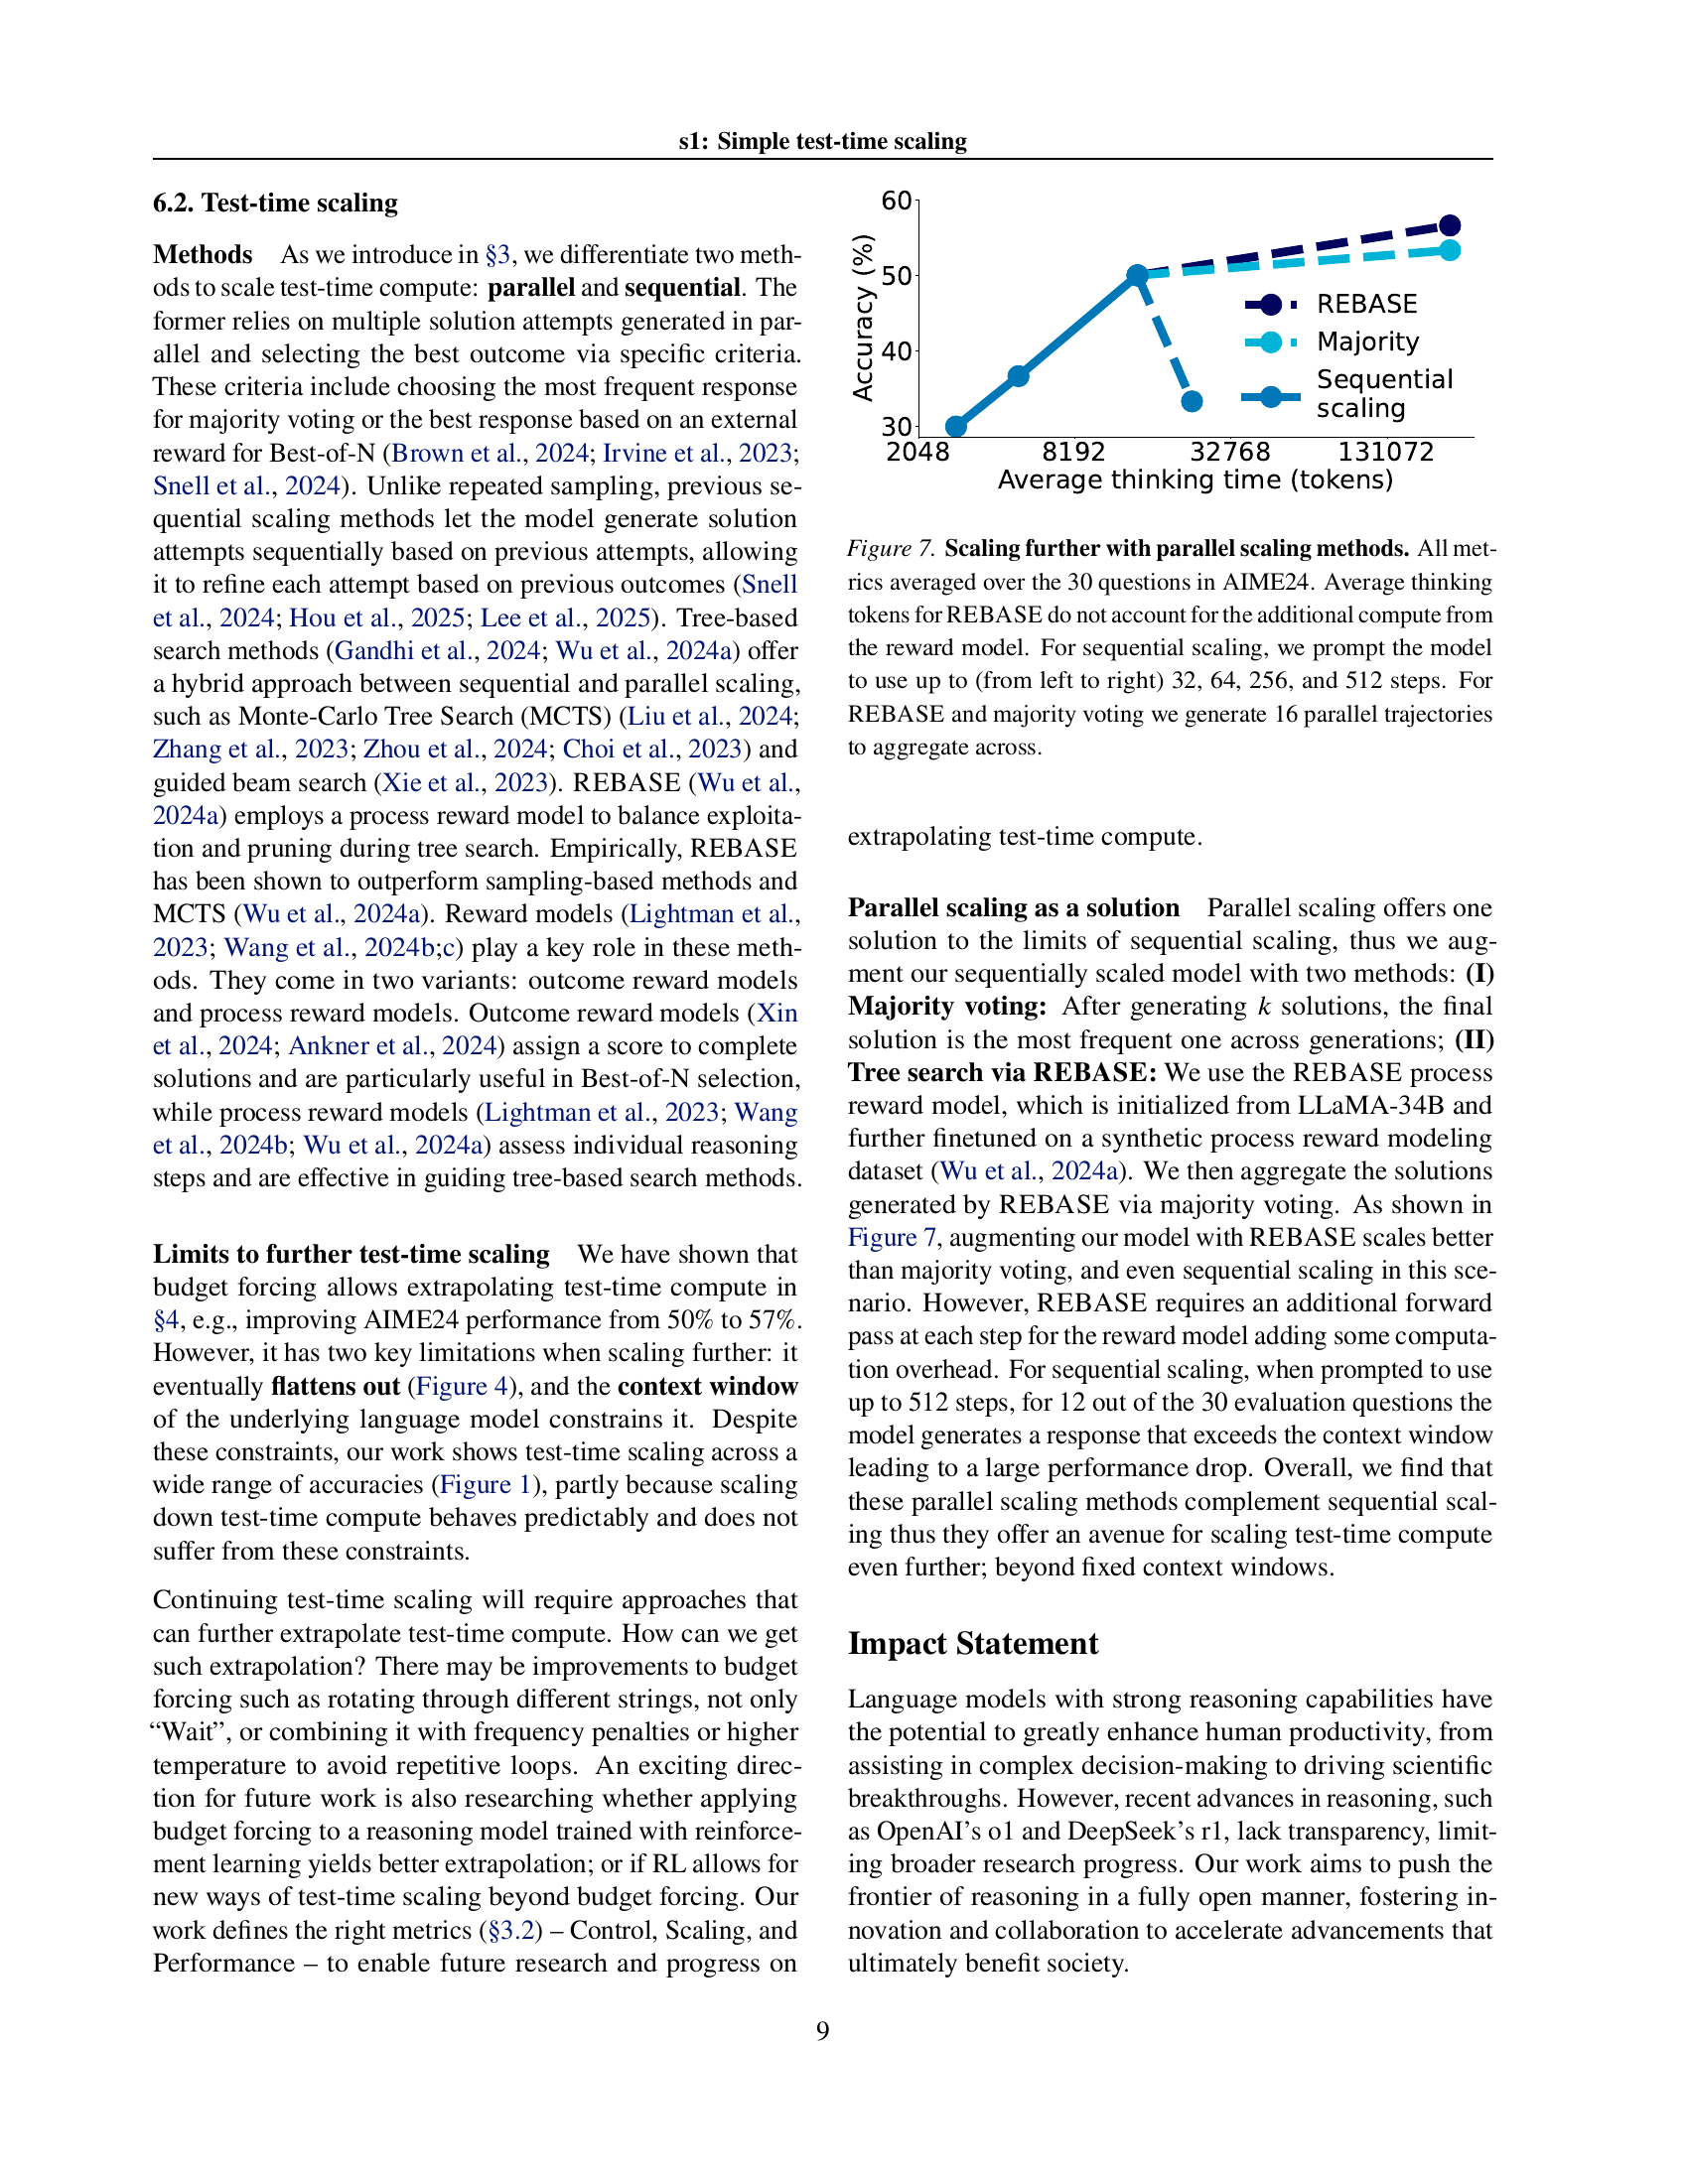 s1: Simple test-time scaling
6.2. Test-time scaling
Methods As we introduce in §3, we differentiate two meth-
ods to scale test-time compute: parallel and sequential. The
former relies on multiple solution attempts generated in par-
allel and selecting the best outcome via specific criteria.
These criteria include choosing the most frequent response
for majority voting or the best response based on an external
reward for Best-of-N (Brown et al., 2024; Irvine et al., 2023;
Snell et al., 2024). Unlike repeated sampling, previous se-
quential scaling methods let the model generate solution
attempts sequentially based on previous attempts, allowing
it to refine each attempt based on previous outcomes (Snell
et al., 2024; Hou et al., 2025; Lee et al., 2025). Tree-based
search methods (Gandhi et al., 2024; Wu et al., 2024a) offer
a hybrid approach between sequential and parallel scaling,
such as Monte-Carlo Tree Search (MCTS) (Liu et al., 2024;
Zhang et al., 2023; Zhou et al., 2024; Choi et al., 2023) and
guided beam search (Xie et al., 2023). REBASE (Wu et al.,
2024a) employs a process reward model to balance exploita-
tion and pruning during tree search. Empirically, REBASE
has been shown to outperform sampling-based methods and
MCTS (Wu et al., 2024a). Reward models (Lightman et al.,
2023; Wang et al., 2024b;c) play a key role in these meth-
ods. They come in two variants: outcome reward models
and process reward models. Outcome reward models (Xin
et al., 2024; Ankner et al., 2024) assign a score to complete
solutions and are particularly useful in Best-of-N selection,
while process reward models (Lightman et al., 2023; Wang
et al., 2024b; Wu et al., 2024a) assess individual reasoning
steps and are effective in guiding tree-based search methods.
Limits to further test-time scaling We have shown that
budget forcing allows extrapolating test-time compute in
§4, e.g., improving AIME24 performance from 50% to 57%.
However, it has two key limitations when scaling further: it
eventually flattens out (Figure 4), and the context window
of the underlying language model constrains it. Despite
these constraints, our work shows test-time scaling across a
wide range of accuracies (Figure 1), partly because scaling
down test-time compute behaves predictably and does not
suffer from these constraints.
Continuing test-time scaling will require approaches that
can further extrapolate test-time compute. How can we get
such extrapolation? There may be improvements to budget
forcing such as rotating through different strings, not only
“Wait”, or combining it with frequency penalties or higher
temperature to avoid repetitive loops. An exciting direc-
tion for future work is also researching whether applying
budget forcing to a reasoning model trained with reinforce-
ment learning yields better extrapolation; or if RL allows for
new ways of test-time scaling beyond budget forcing. Our
work defines the right metrics (§3.2) – Control, Scaling, and
Performance – to enable future research and progress on
60
50
40
30
Accuracy (%)
2048 8192 32768 131072
Average thinking time (tokens)
REBASE
Majority
Sequential
scaling
Figure 7. Scaling further with parallel scaling methods. All met-
rics averaged over the 30 questions in AIME24. Average thinking
tokens for REBASE do not account for the additional compute from
the reward model. For sequential scaling, we prompt the model
to use up to (from left to right) 32, 64, 256, and 512 steps. For
REBASE and majority voting we generate 16 parallel trajectories
to aggregate across.
extrapolating test-time compute.
Parallel scaling as a solution Parallel scaling offers one
solution to the limits of sequential scaling, thus we aug-
ment our sequentially scaled model with two methods: (I)
Majority voting: After generating k solutions, the final
solution is the most frequent one across generations; (II)
Tree search via REBASE: We use the REBASE process
reward model, which is initialized from LLaMA-34B and
further finetuned on a synthetic process reward modeling
dataset (Wu et al., 2024a). We then aggregate the solutions
generated by REBASE via majority voting. As shown in
Figure 7, augmenting our model with REBASE scales better
than majority voting, and even sequential scaling in this sce-
nario. However, REBASE requires an additional forward
pass at each step for the reward model adding some computa-
tion overhead. For sequential scaling, when prompted to use
up to 512 steps, for 12 out of the 30 evaluation questions the
model generates a response that exceeds the context window
leading to a large performance drop. Overall, we find that
these parallel scaling methods complement sequential scal-
ing thus they offer an avenue for scaling test-time compute
even further; beyond fixed context windows.
Impact Statement
Language models with strong reasoning capabilities have
the potential to greatly enhance human productivity, from
assisting in complex decision-making to driving scientific
breakthroughs. However, recent advances in reasoning, such
as OpenAI’s o1 and DeepSeek’s r1, lack transparency, limit-
ing broader research progress. Our work aims to push the
frontier of reasoning in a fully open manner, fostering in-
novation and collaboration to accelerate advancements that
ultimately benefit society.
9